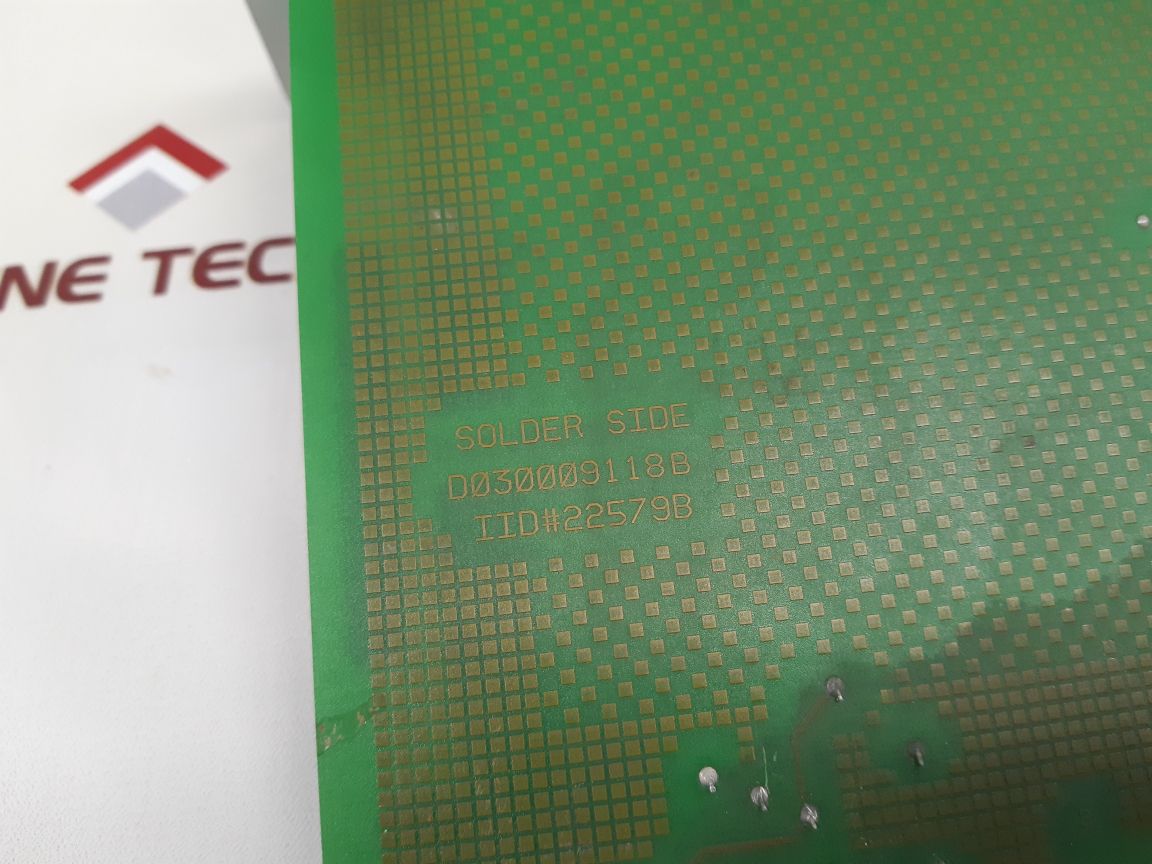 NE TEC
SOLDER SIDE
D030009118B
IID#22579B